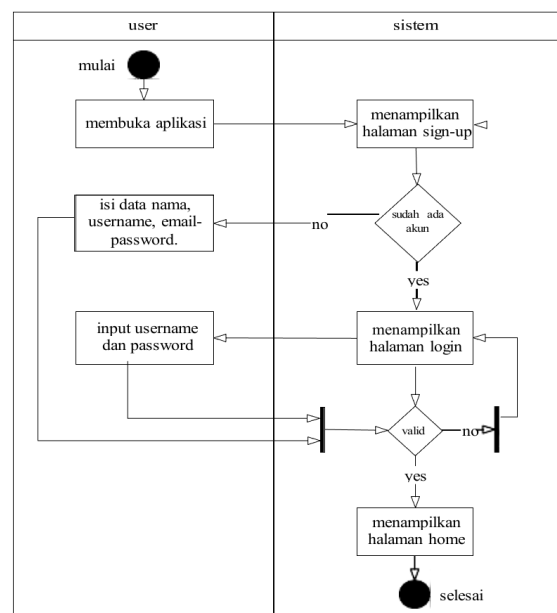 user
sistem
mulai
membuka aplikasi
menampilkan
halaman sign-up
isi data nama,
username, email-
password.
no
sudah ada
akun
yes
input username
dan password
menampilkan
halaman login
valid
no
yes
menampilkan
halaman home
selesai